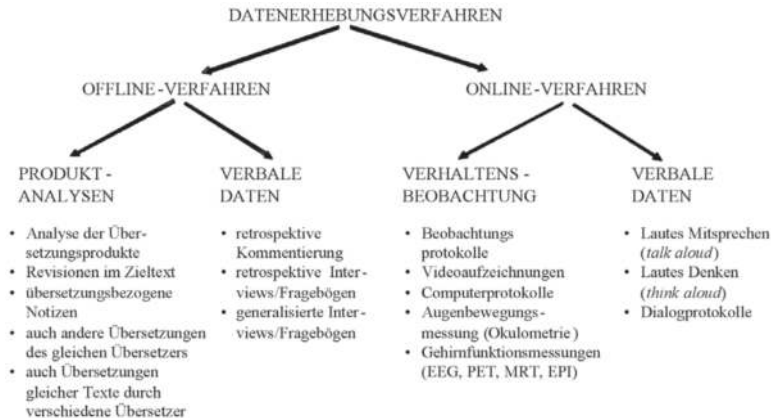 DATENERHEBUNGSVERFAHREN
OFFLINE-VERFAHREN
ONLINE-VERFAHREN
PRODUKT-
ANALYSEN
• Analyse der Über-
setzungsprodukte
• Revisionen im Zieltext
• übersetzungsbezogene
Notizen
• auch andere Übersetzungen
des gleichen Übersetzers
• auch Übersetzungen
gleicher Texte durch
verschiedene Übersetzer
VERBALE
DATEN
• retrospektive
Kommentierung
• retrospektive Inter-
views/Fragebögen
• generalisierte Inter-
views/Fragebögen
VERHALTENS-
BEOBACHTUNG
• Beobachtungs
protokolle
• Videoaufzeichnungen
• Computerprotokolle
• Augenbewegungs-
messung (Okulometrie)
• Gehirnfunktionsmessungen
(EEG, PET, MRT, EPI)
VERBALE
DATEN
• Lautes Mitsprechen
(talk aloud)
• Lautes Denken
(think aloud)
• Dialogprotokolle